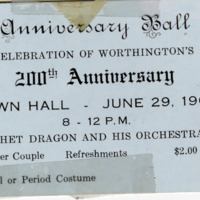 Anniversary Ball
CELEBRATION OF WORTHINGTON'S
200th Anniversary
WN HALL - JUNE 29, 19
8 - 12 P.M.
HET DRAGON AND HIS ORCHESTRA
er Couple Refreshments $2.00
l or Period Costume